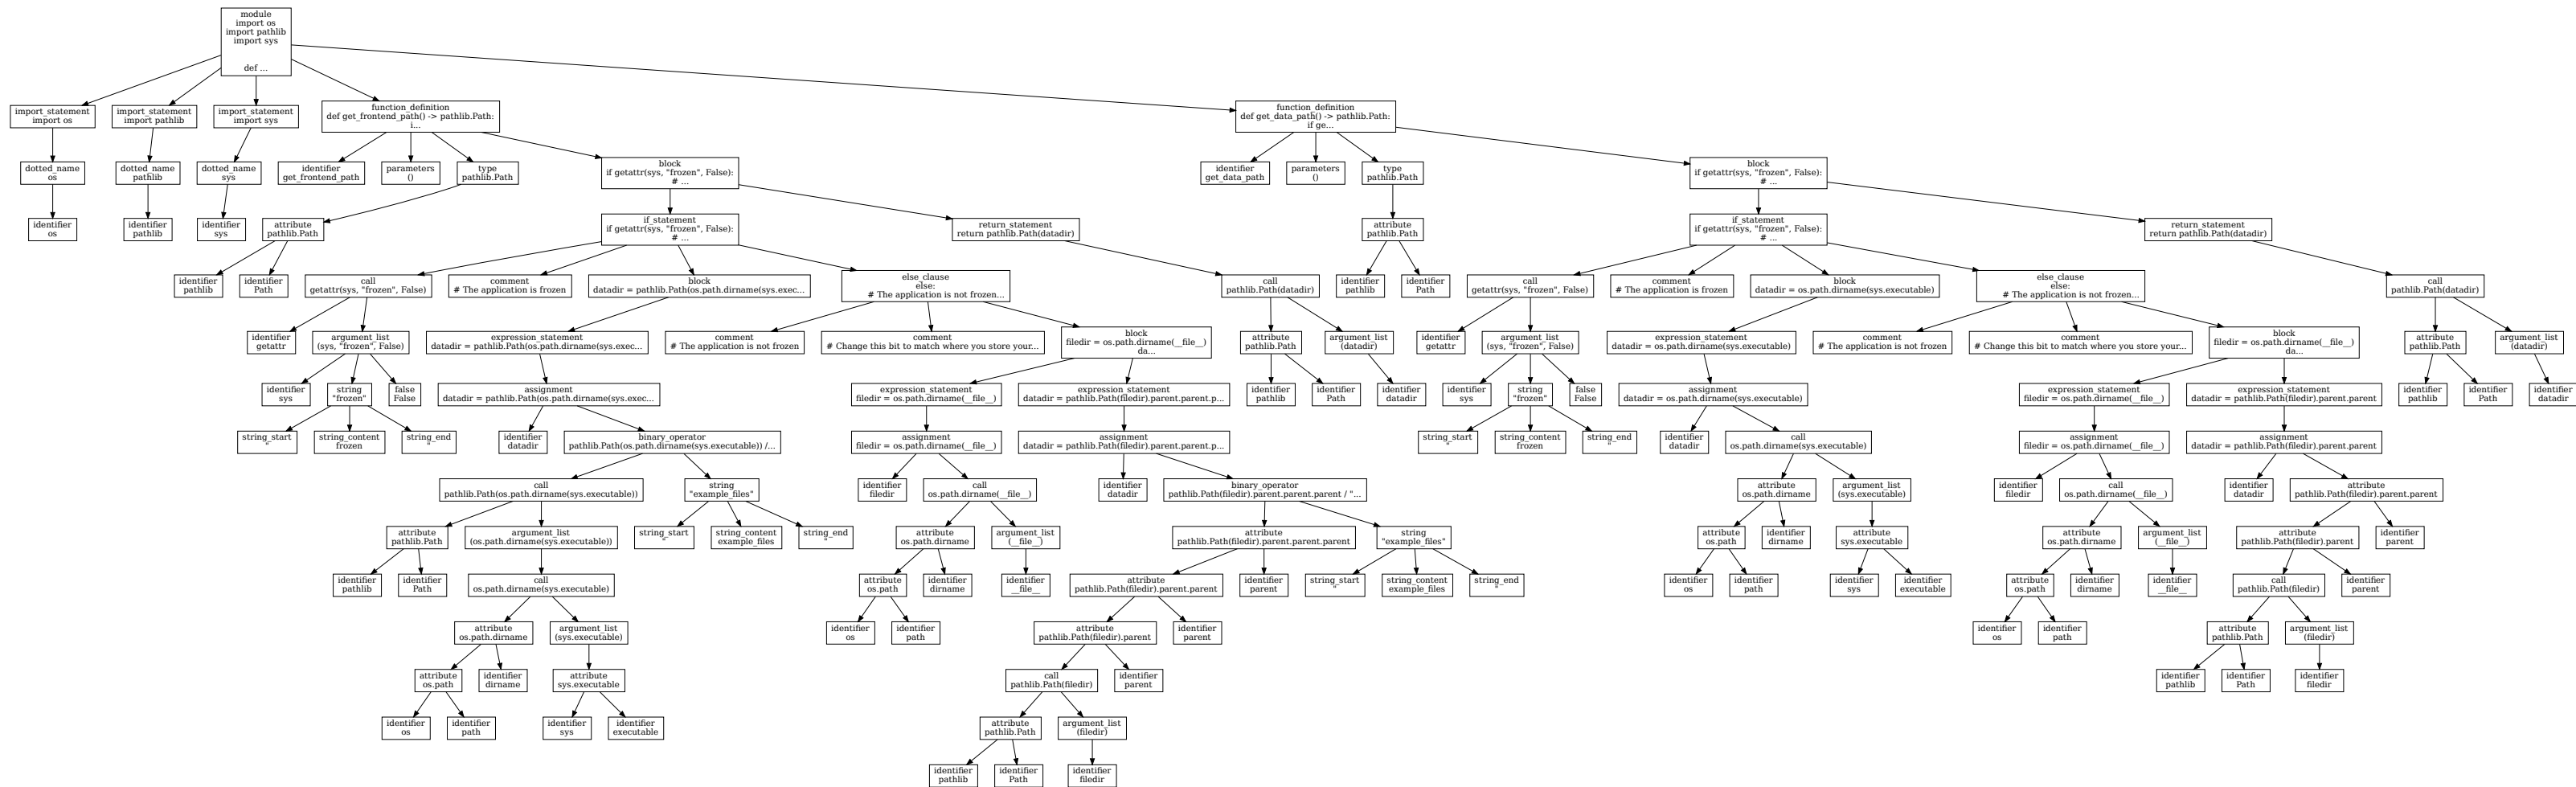 module
import os
import pathlib
import sys
def ...
import_statement
import os
import_statement
import pathlib
import_statement
import sys
function_definition
def get_frontend_path() -> pathlib.Path:
i...
function_definition
def get_data_path() -> pathlib.Path:
if ge...
dotted_name
os
dotted_name
pathlib
dotted_name
sys
identifier
get_frontend_path
parameters
()
type
pathlib.Path
block
if getattr(sys, "frozen", False):
# ...
identifier
get_data_path
parameters
()
type
pathlib.Path
block
if getattr(sys, "frozen", False):
# ...
identifier
os
identifier
pathlib
identifier
sys
attribute
pathlib.Path
if_statement
if getattr(sys, "frozen", False):
# ...
return_statement
return pathlib.Path(datadir)
attribute
pathlib.Path
if_statement
if getattr(sys, "frozen", False):
# ...
return_statement
return pathlib.Path(datadir)
identifier
pathlib
identifier
Path
call
getattr(sys, "frozen", False)
comment
# The application is frozen
block
datadir = pathlib.Path(os.path.dirname(sys.exec...
else_clause
else:
# The application is not frozen...
call
pathlib.Path(datadir)
identifier
pathlib
identifier
Path
call
getattr(sys, "frozen", False)
comment
# The application is frozen
block
datadir = os.path.dirname(sys.executable)
else_clause
else:
# The application is not frozen...
call
pathlib.Path(datadir)
identifier
getattr
argument_list
(sys, "frozen", False)
expression_statement
datadir = pathlib.Path(os.path.dirname(sys.exec...
comment
# The application is not frozen
comment
# Change this bit to match where you store your...
block
filedir = os.path.dirname(__file__)
da...
attribute
pathlib.Path
argument_list
(datadir)
identifier
getattr
argument_list
(sys, "frozen", False)
expression_statement
datadir = os.path.dirname(sys.executable)
comment
# The application is not frozen
comment
# Change this bit to match where you store your...
block
filedir = os.path.dirname(__file__)
da...
attribute
pathlib.Path
argument_list
(datadir)
identifier
sys
string
"frozen"
false
False
assignment
datadir = pathlib.Path(os.path.dirname(sys.exec...
expression_statement
filedir = os.path.dirname(__file__)
expression_statement
datadir = pathlib.Path(filedir).parent.parent.p...
identifier
pathlib
identifier
Path
identifier
datadir
identifier
sys
string
"frozen"
false
False
assignment
datadir = os.path.dirname(sys.executable)
expression_statement
filedir = os.path.dirname(__file__)
expression_statement
datadir = pathlib.Path(filedir).parent.parent
identifier
pathlib
identifier
Path
identifier
datadir
string_start
"
string_content
frozen
string_end
"
identifier
datadir
binary_operator
pathlib.Path(os.path.dirname(sys.executable)) /...
assignment
filedir = os.path.dirname(__file__)
assignment
datadir = pathlib.Path(filedir).parent.parent.p...
string_start
"
string_content
frozen
string_end
"
identifier
datadir
call
os.path.dirname(sys.executable)
assignment
filedir = os.path.dirname(__file__)
assignment
datadir = pathlib.Path(filedir).parent.parent
call
pathlib.Path(os.path.dirname(sys.executable))
string
"example_files"
identifier
filedir
call
os.path.dirname(__file__)
identifier
datadir
binary_operator
pathlib.Path(filedir).parent.parent.parent / "...
attribute
os.path.dirname
argument_list
(sys.executable)
identifier
filedir
call
os.path.dirname(__file__)
identifier
datadir
attribute
pathlib.Path(filedir).parent.parent
attribute
pathlib.Path
argument_list
(os.path.dirname(sys.executable))
string_start
"
string_content
example_files
string_end
"
attribute
os.path.dirname
argument_list
(__file__)
attribute
pathlib.Path(filedir).parent.parent.parent
string
"example_files"
attribute
os.path
identifier
dirname
attribute
sys.executable
attribute
os.path.dirname
argument_list
(__file__)
attribute
pathlib.Path(filedir).parent
identifier
parent
identifier
pathlib
identifier
Path
call
os.path.dirname(sys.executable)
attribute
os.path
identifier
dirname
identifier
__file__
attribute
pathlib.Path(filedir).parent.parent
identifier
parent
string_start
"
string_content
example_files
string_end
"
identifier
os
identifier
path
identifier
sys
identifier
executable
attribute
os.path
identifier
dirname
identifier
__file__
call
pathlib.Path(filedir)
identifier
parent
attribute
os.path.dirname
argument_list
(sys.executable)
identifier
os
identifier
path
attribute
pathlib.Path(filedir).parent
identifier
parent
identifier
os
identifier
path
attribute
pathlib.Path
argument_list
(filedir)
attribute
os.path
identifier
dirname
attribute
sys.executable
call
pathlib.Path(filedir)
identifier
parent
identifier
pathlib
identifier
Path
identifier
filedir
identifier
os
identifier
path
identifier
sys
identifier
executable
attribute
pathlib.Path
argument_list
(filedir)
identifier
pathlib
identifier
Path
identifier
filedir